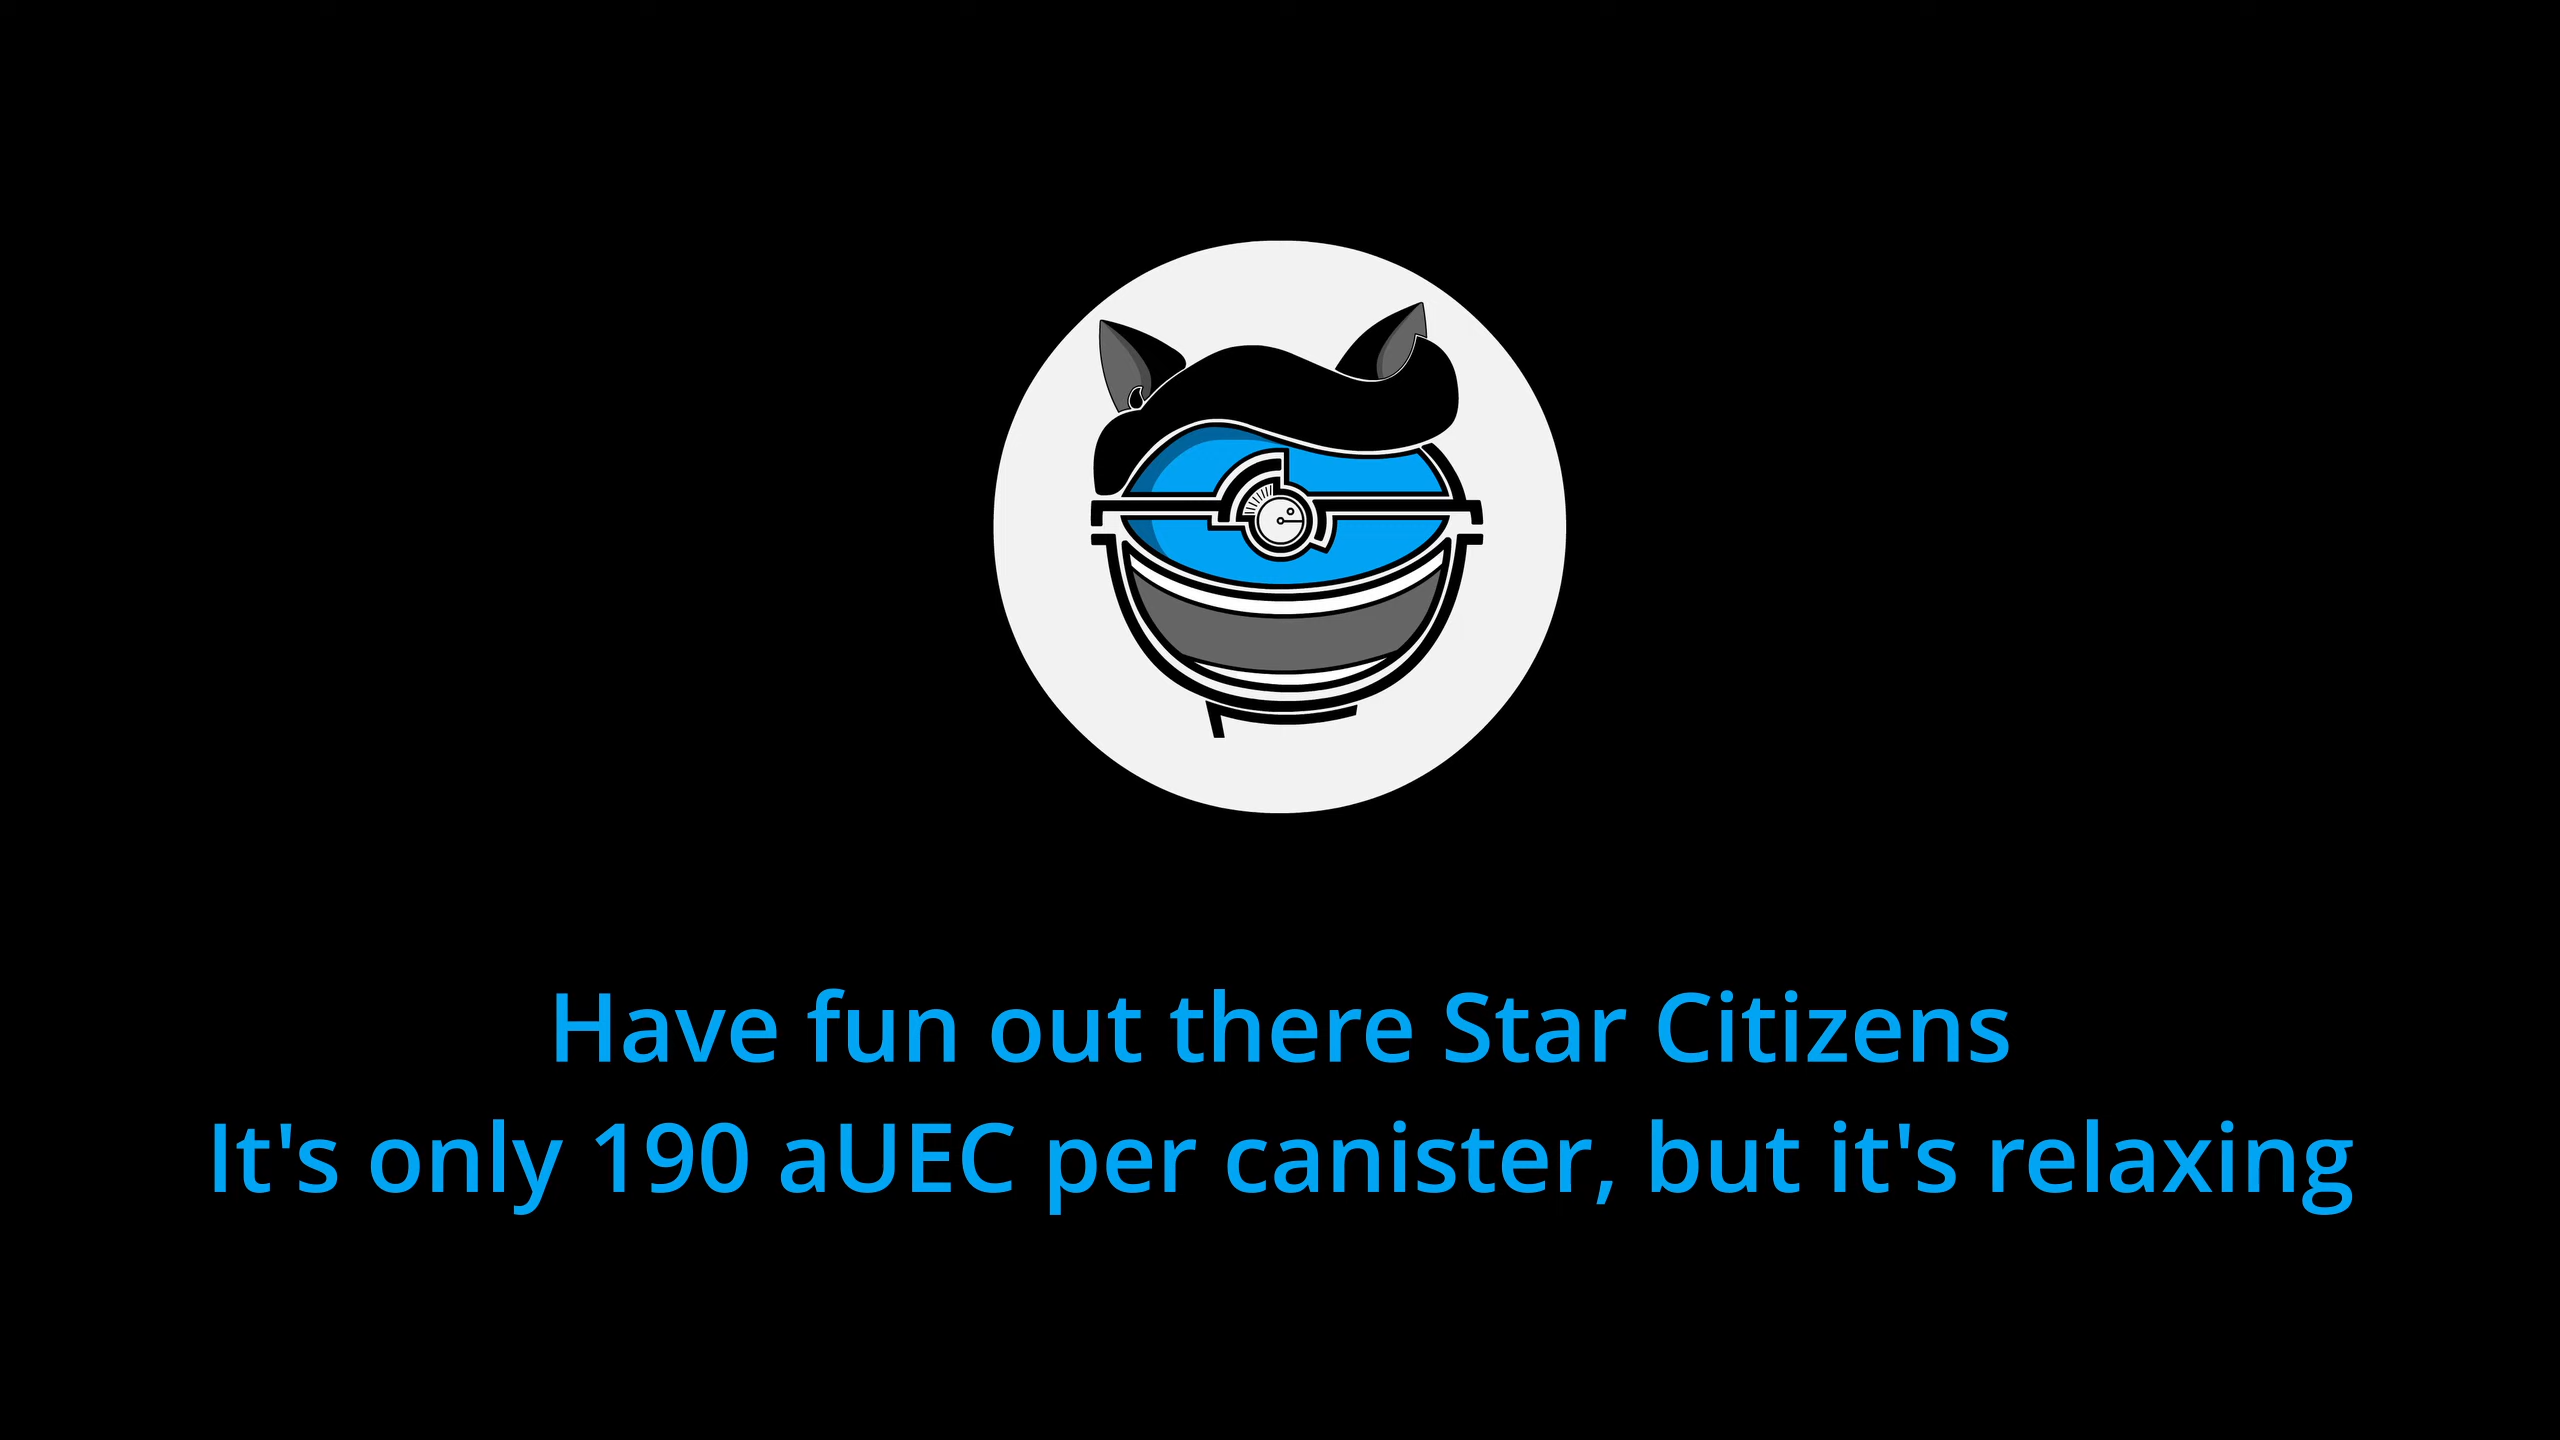 Have fun out there Star Citizens
It's only 190 aUEC per canister, but it's relaxing